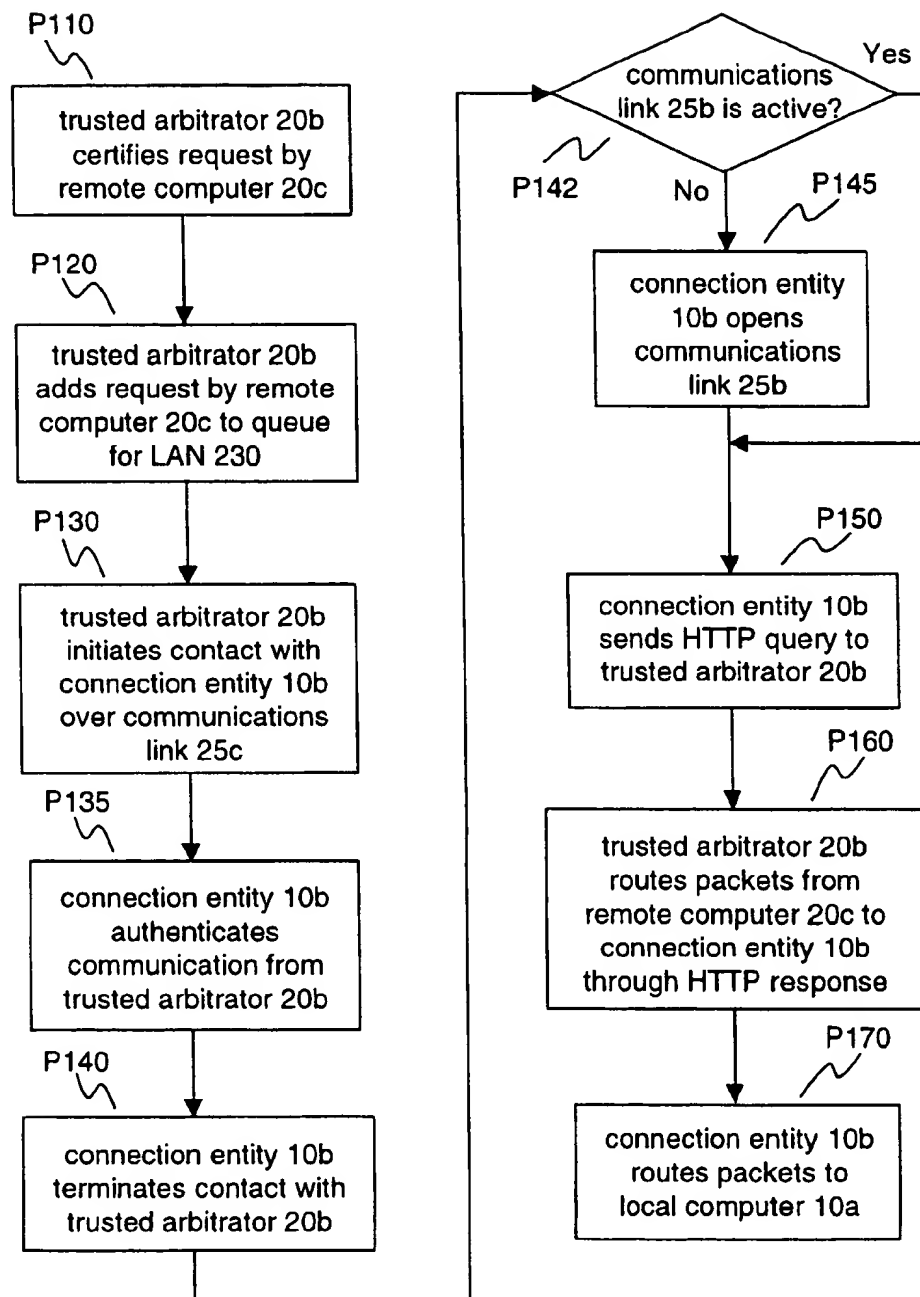 P110
trusted arbitrator 20b
certifies request by
remote computer 20c
P120
trusted arbitrator 20b
adds request by remote
computer 20c to queue
for LAN 230
P130
trusted arbitrator 20b
initiates contact with
connection entity 10b
over communications
link 25c
P135
connection entity 10b
authenticates
communication from
trusted arbitrator 20b
P140
connection entity 10b
terminates contact with
trusted arbitrator 20b
communications
link 25b is active?
Yes
P142
No
P145
connection entity
10b opens
communications
link 25b
P150
connection entity 10b
sends HTTP query to
trusted arbitrator 20b
P160
trusted arbitrator 20b
routes packets from
remote computer 20c to
connection entity 10b
through HTTP response
P170
connection entity 10b
routes packets to
local computer 10a